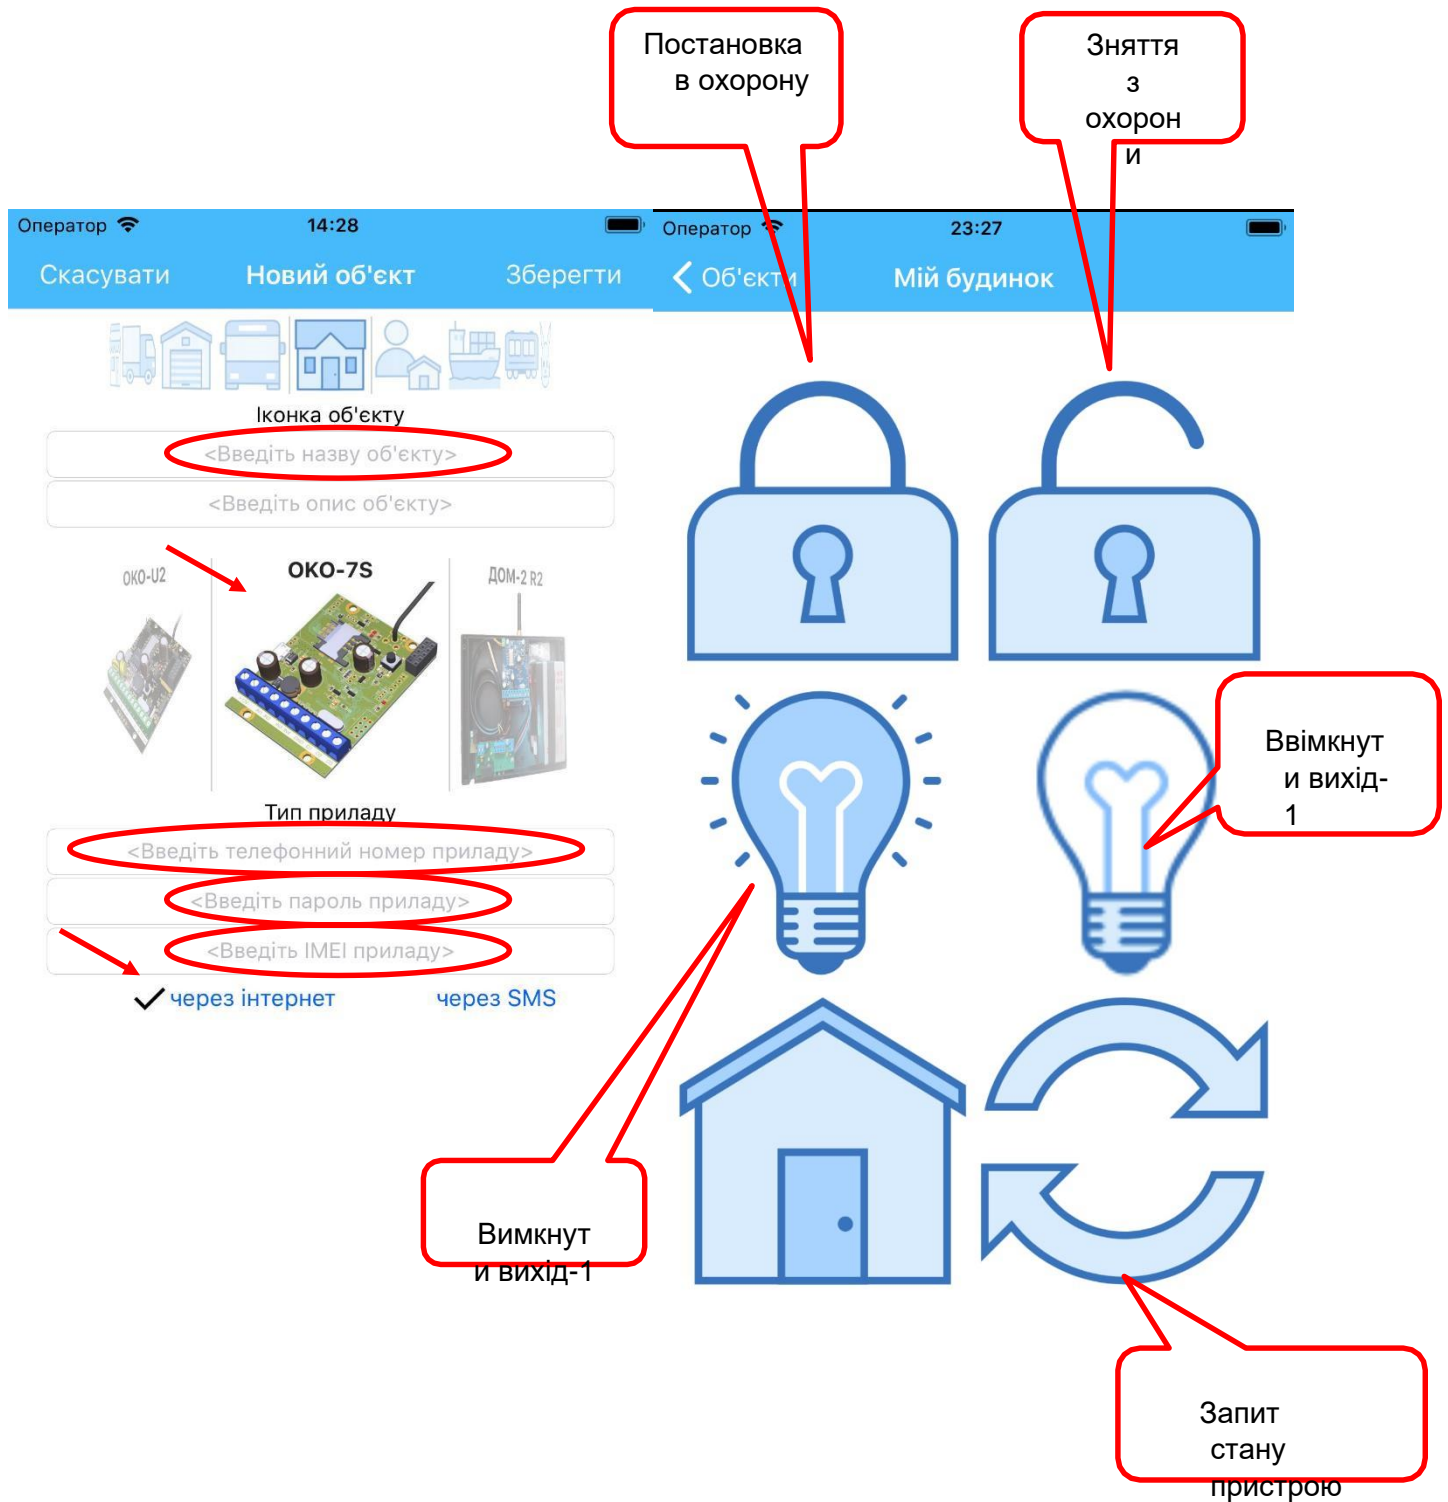 Постановка
в охорону
Зняття
з
охорон
и
Оператор
14:28
Скасувати
Новий об'єкт
Зберегти
Іконка об'єкту
<Введіть назву об'єкту>
<Введіть опис об'єкту>
ОКО-U2
ОКО-7S
ДОМ-2 R2
Тип приладу
<Введіть телефонний номер приладу>
<Введіть пароль приладу>
<Введіть IMEI приладу>
через інтернет
через SMS
Оператор
23:27
Об'єкти
Мій будинок
Ввімкнут
и вихід-
1
Вимкнут
и вихід-1
Запит
стану
пристрою